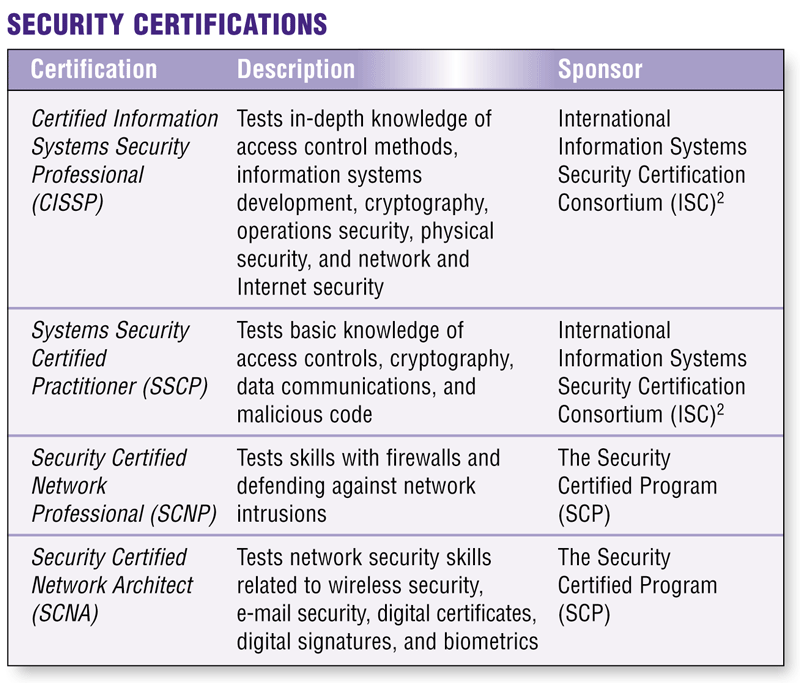 SECURITY CERTIFICATIONS
Certification Description Sponsor
Certified Information
Systems Security
Professional
(CISSP)
Tests in-depth knowledge of
access control methods,
information systems
development, cryptography,
operations security, physical
security, and network and
Internet security
International
Information Systems
Security Certification
Consortium (ISC)²
Systems Security
Certified
Practitioner (SSCP)
Tests basic knowledge of
access controls, cryptography,
data communications, and
malicious code
International
Information Systems
Security Certification
Consortium (ISC)²
Security Certified
Network
Professional (SCNP)
Tests skills with firewalls and
defending against network
intrusions
The Security
Certified Program
(SCP)
Security Certified
Network Architect
(SCNA)
Tests network security skills
related to wireless security,
e-mail security, digital certificates,
digital signatures, and biometrics
The Security
Certified Program
(SCP)